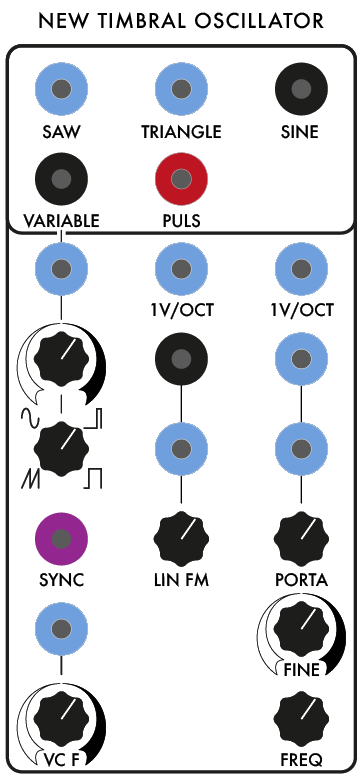 NEW TIMBRAL OSCILLATOR
SAW TRIANGLE SINE
VARIABLE PULS
1V/OCT 1V/OCT
SYNC LIN FM PORTA
FINE
VC F FREQ